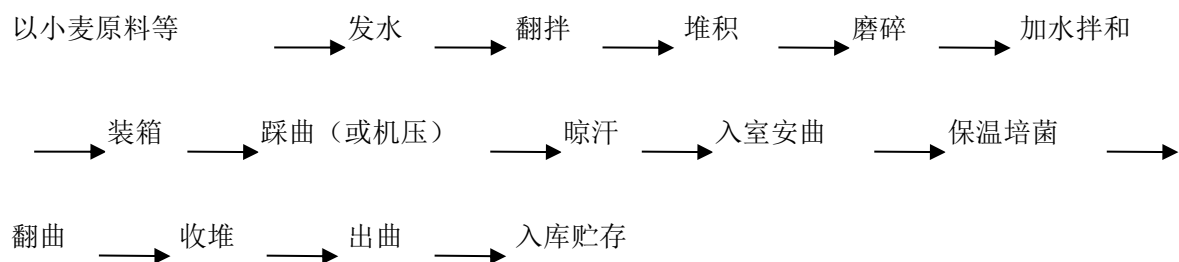 以小麦原料等 发水 翻拌 堆积 磨碎 加水拌和
装箱 踩曲（或机压） 晾汗 入室安曲 保温培菌
翻曲 收堆 出曲 入库贮存